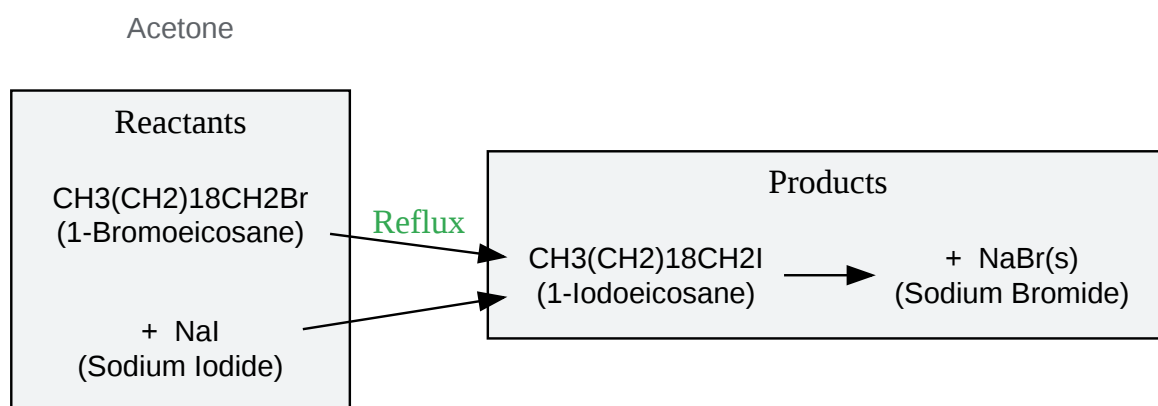 Acetone
Reactants
CH3(CH2)18CH2Br
(1-Bromoeicosane)
+ NaI
(Sodium Iodide)
Reflux
Products
CH3(CH2)18CH2I
(1-Iodoeicosane)
+ NaBr(s)
(Sodium Bromide)